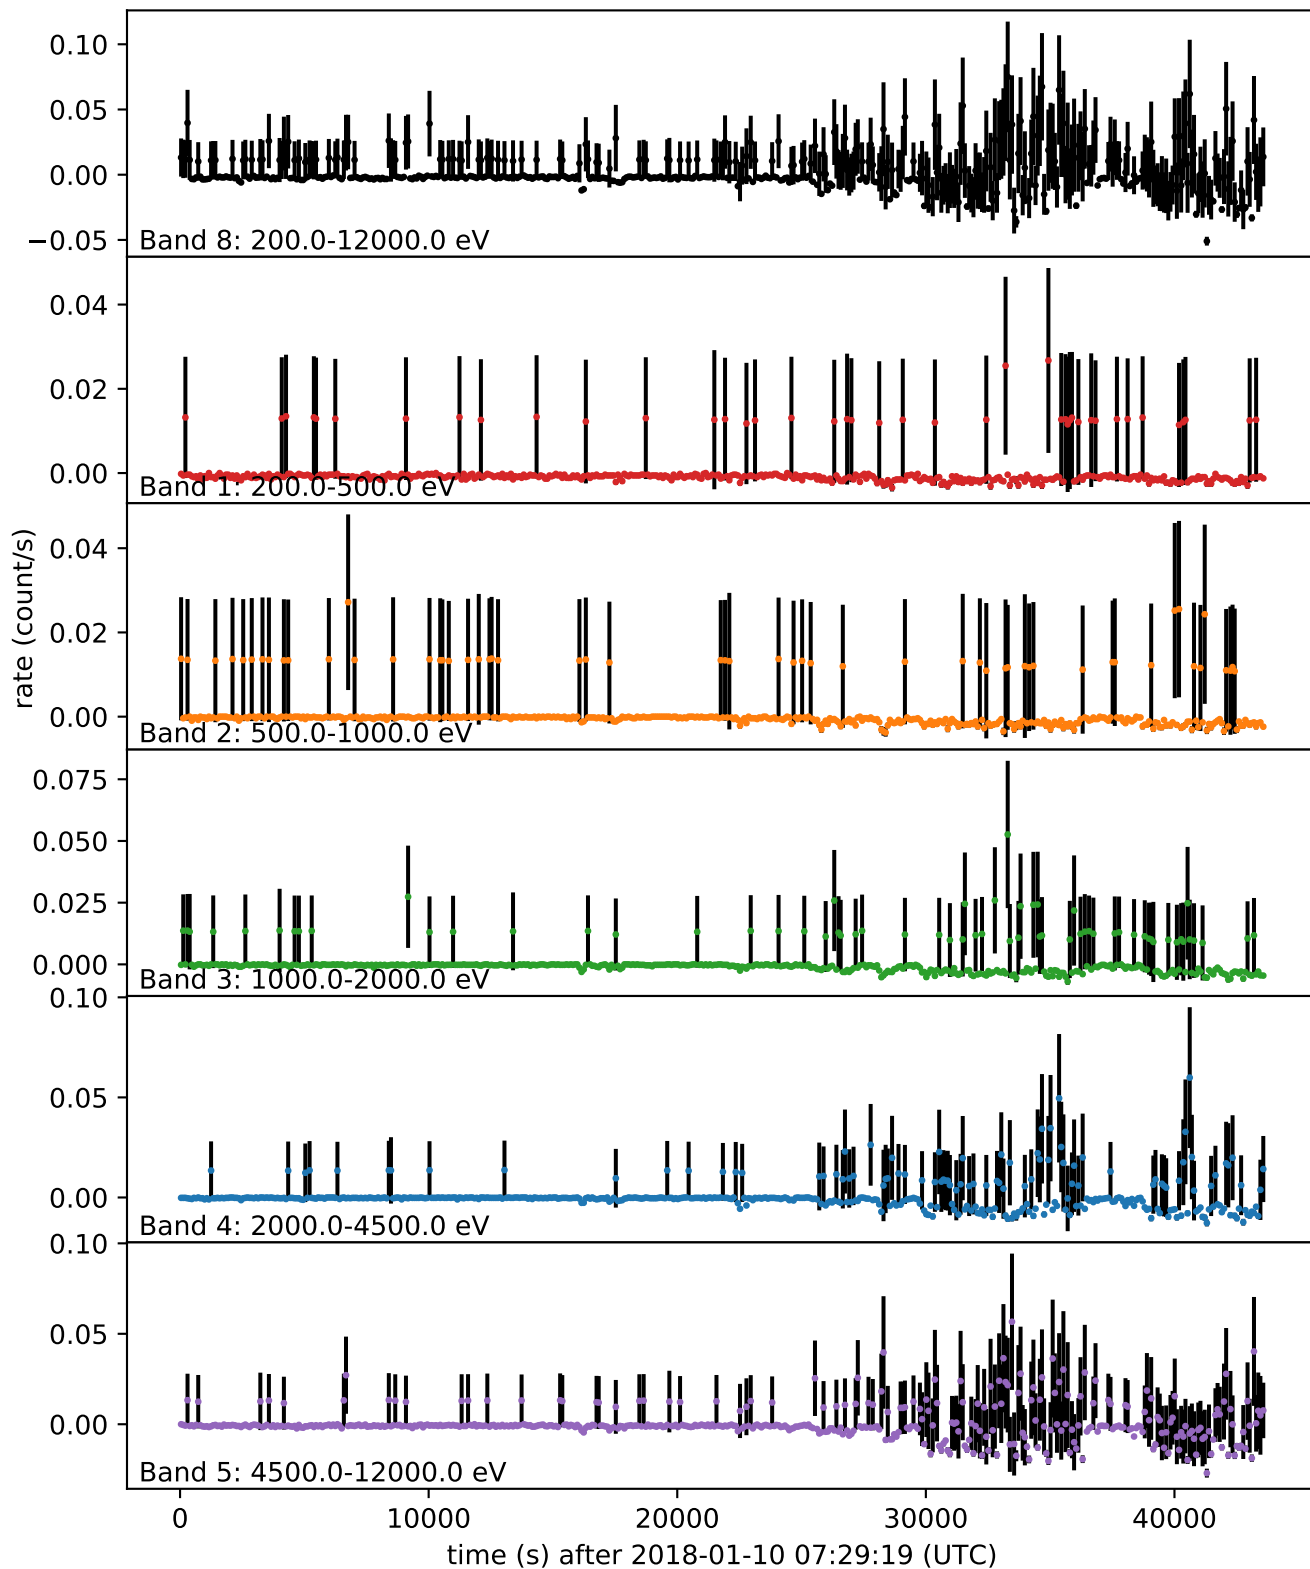 0.10
0.05
0.00
−0.05
Band 8: 200.0-12000.0 eV
0.04
0.02
0.00
Band 1: 200.0-500.0 eV
rate (count/s)
0.04
0.02
0.00
Band 2: 500.0-1000.0 eV
0.075
0.050
0.025
0.000
Band 3: 1000.0-2000.0 eV
0.10
0.05
0.00
Band 4: 2000.0-4500.0 eV
0.10
0.05
0.00
Band 5: 4500.0-12000.0 eV
0 10000 20000 30000 40000
time (s) after 2018-01-10 07:29:19 (UTC)